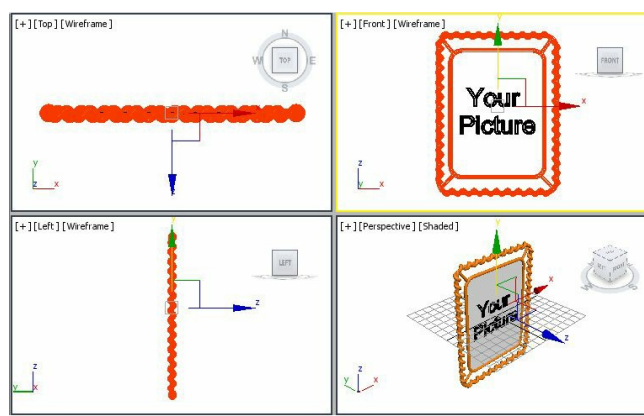 [+] [Top] [Wireframe]
N
W
TOP
E
S
x
y
z
x
[+] [Front] [Wireframe]
y
FRONT
Your
Picture
x
z
y
x
[+] [Left] [Wireframe]
y
LEFT
z
z
y
x
[+] [Perspective] [Shaded]
y
x
Your
Picture
z
z
y
x